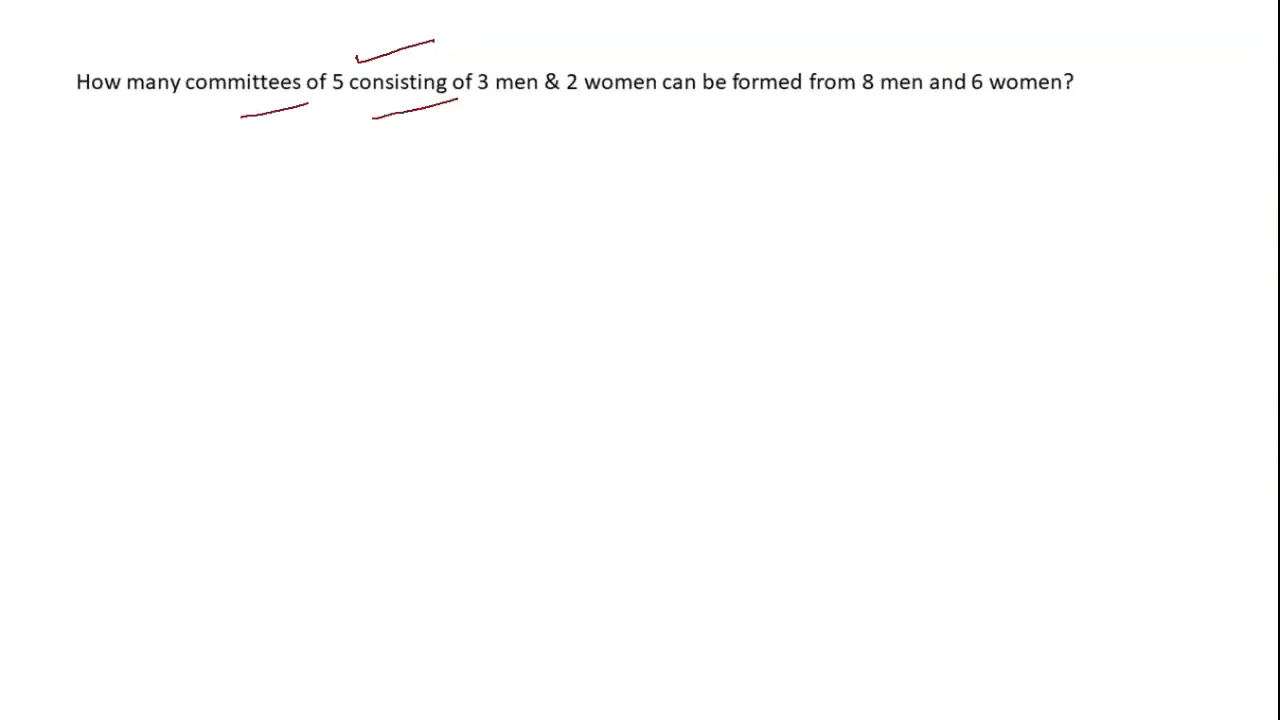 How many committees of 5 consisting of 3 men & 2 women can be formed from 8 men and 6 women?